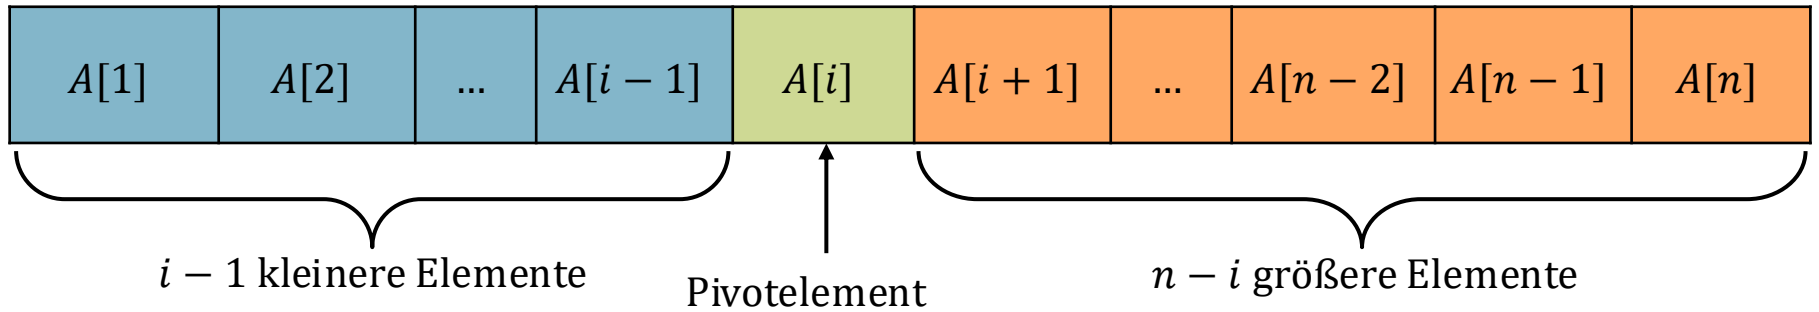 A[1] A[2] ... A[i − 1] A[i] A[i + 1] ... A[n − 2] A[n − 1] A[n]
i − 1 kleinere Elemente
Pivotelement
n − i größere Elemente